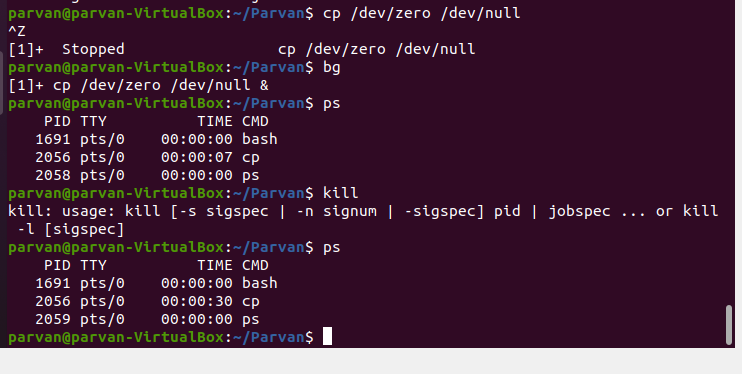 parvan@parvan-VirtualBox:~/Parvan$ cp /dev/zero /dev/null
^Z
[1]+  Stopped                 cp /dev/zero /dev/null
parvan@parvan-VirtualBox:~/Parvan$ bg
[1]+ cp /dev/zero /dev/null &
parvan@parvan-VirtualBox:~/Parvan$ ps
    PID TTY          TIME CMD
   1691 pts/0    00:00:00 bash
   2056 pts/0    00:00:07 cp
   2058 pts/0    00:00:00 ps
parvan@parvan-VirtualBox:~/Parvan$ kill
kill: usage: kill [-s sigspec | -n signum | -sigspec] pid | jobspec ... or kill
 -l [sigspec]
parvan@parvan-VirtualBox:~/Parvan$ ps
    PID TTY          TIME CMD
   1691 pts/0    00:00:00 bash
   2056 pts/0    00:00:30 cp
   2059 pts/0    00:00:00 ps
parvan@parvan-VirtualBox:~/Parvan$